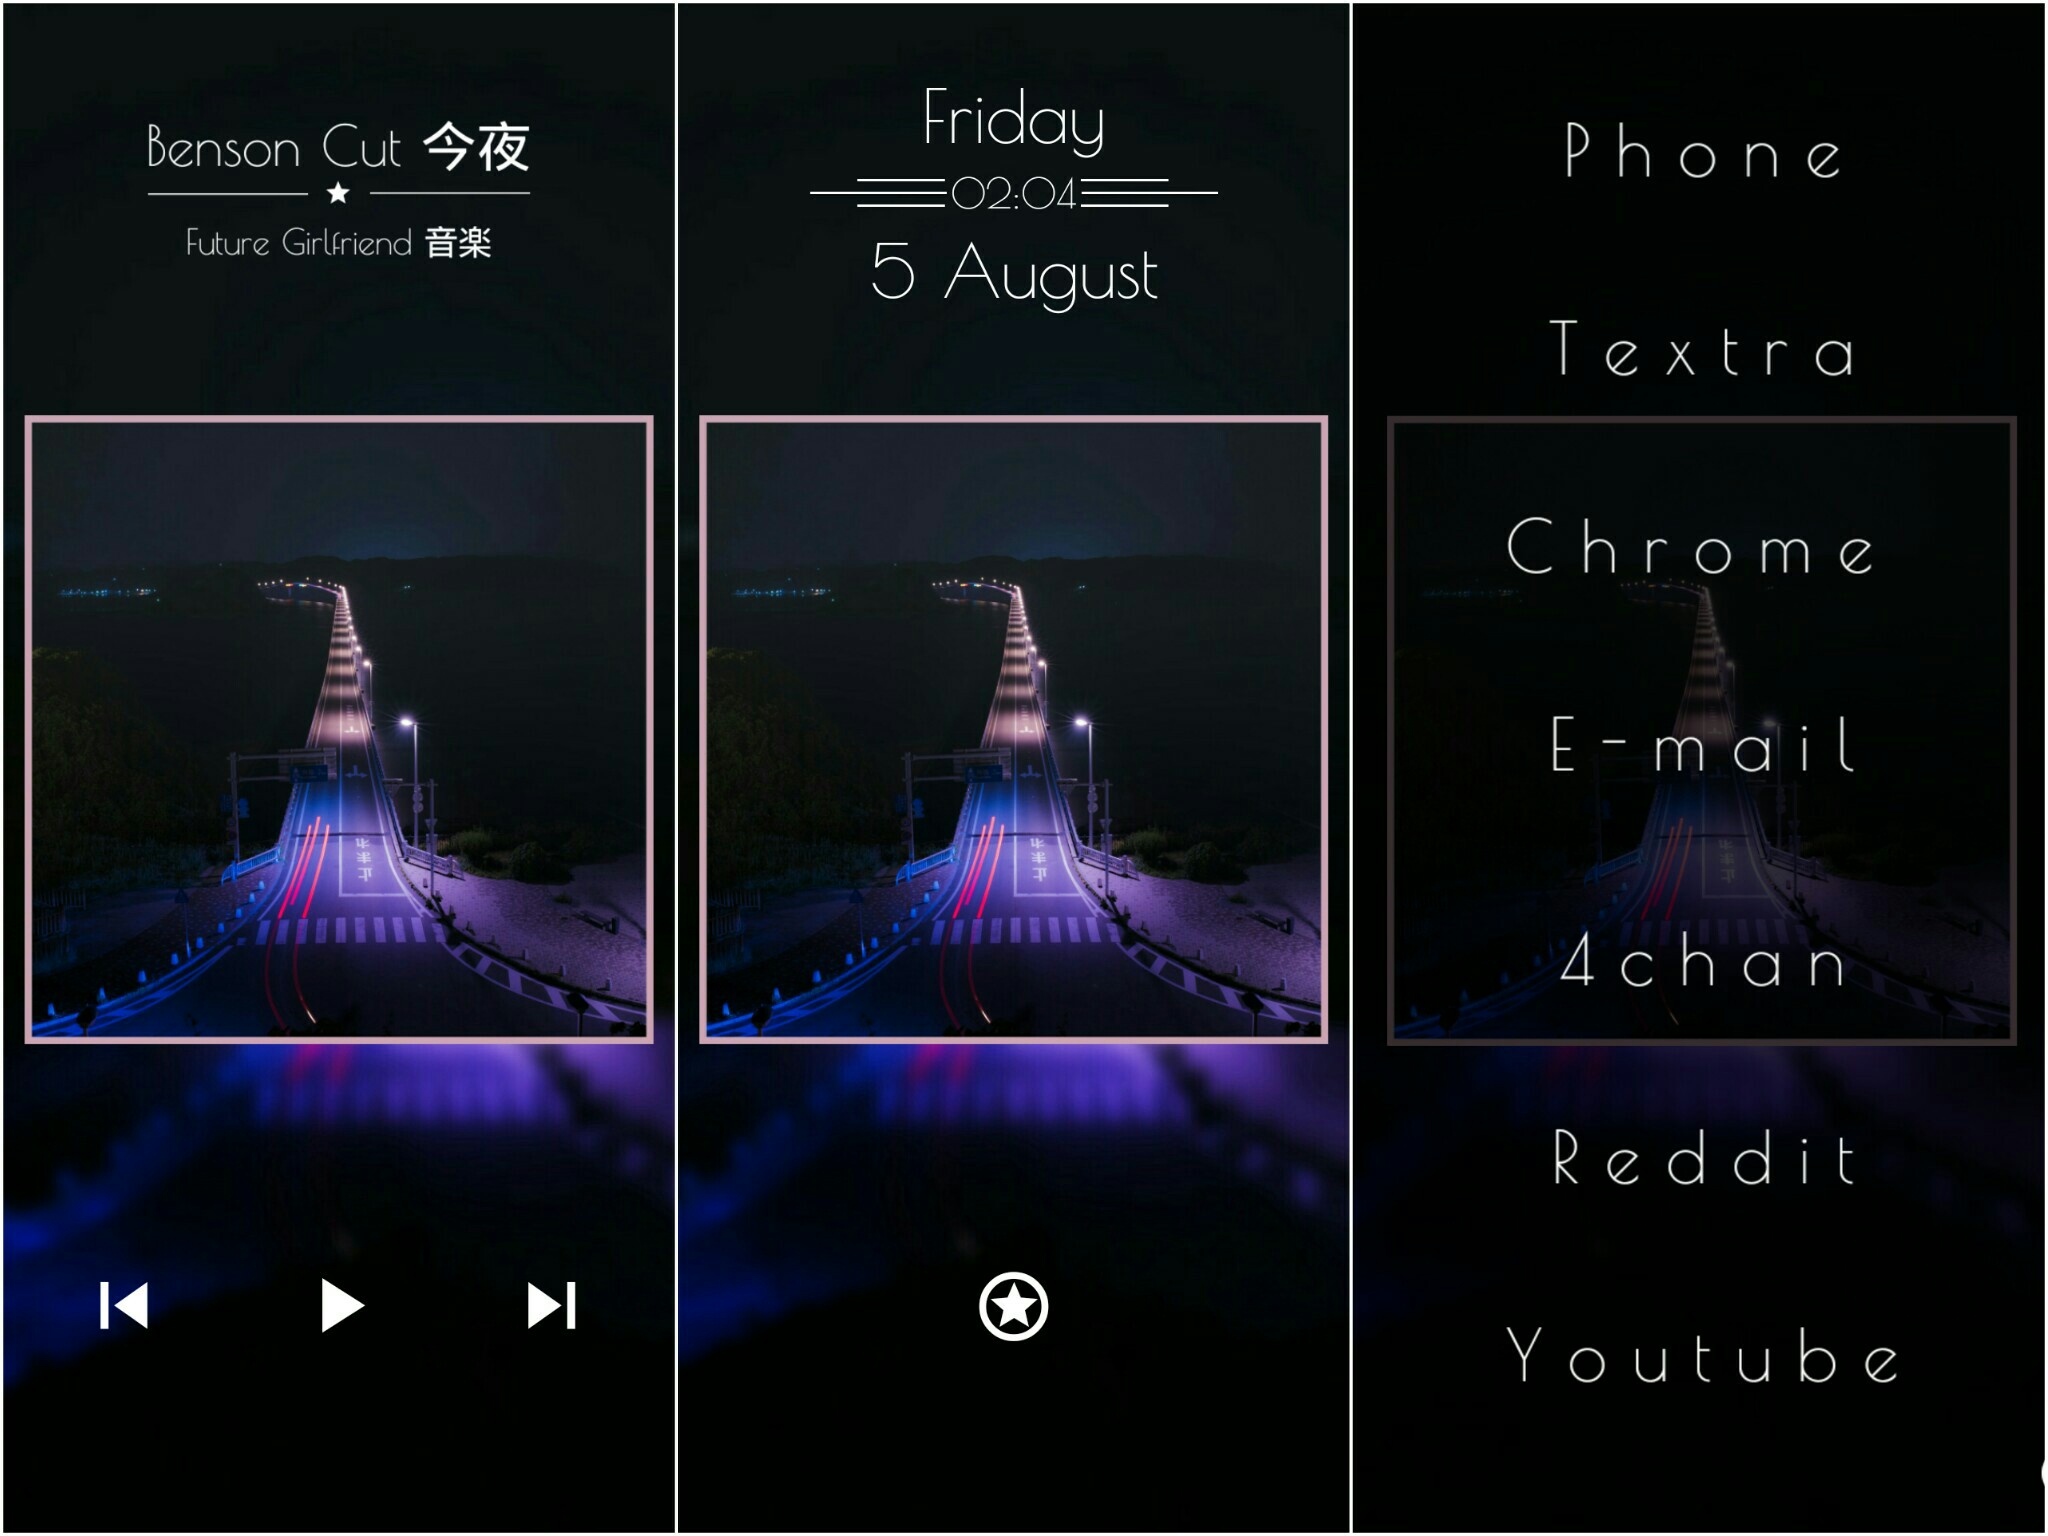 Benson Cut 今夜
Future Girlfriend 音楽
Friday
02:04
5 August
Phone
Textra
Chrome
E-mail
4chan
Reddit
Youtube